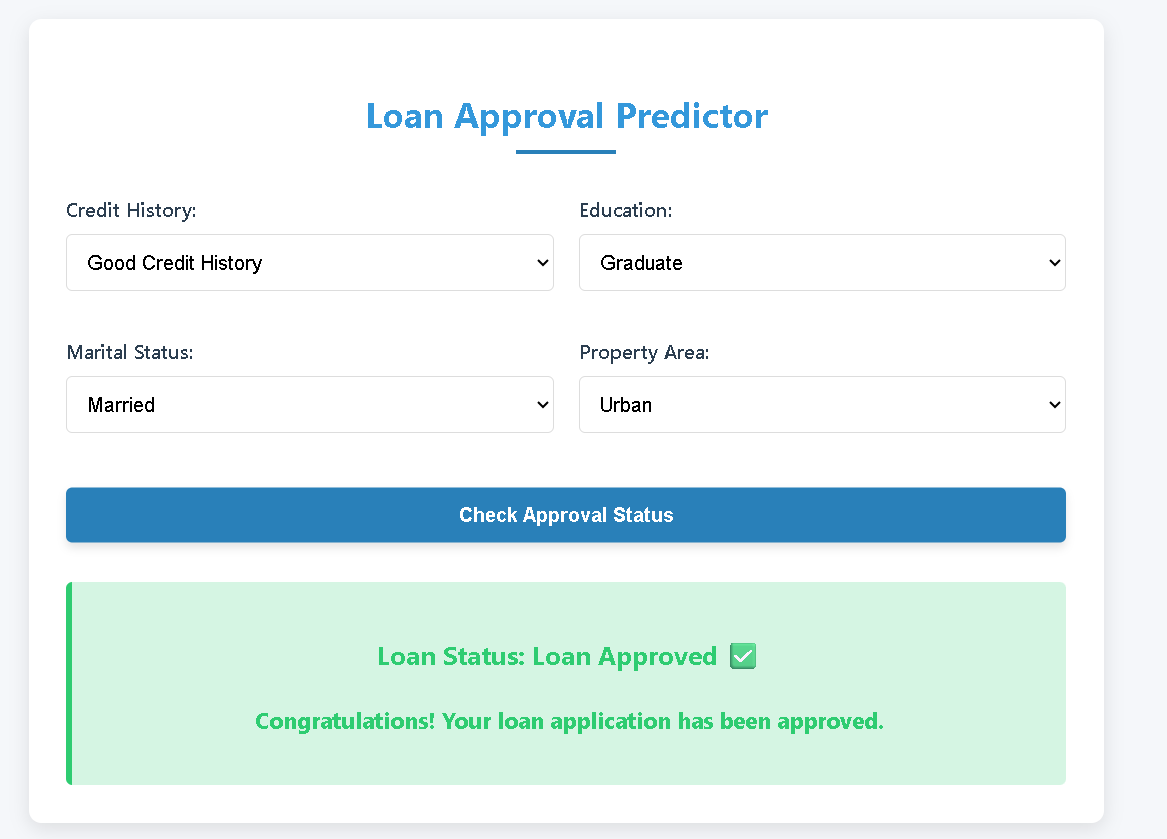 Loan Approval Predictor
Credit History:
Education:
Good Credit History
Graduate
Marital Status:
Property Area:
Married
Urban
Check Approval Status
Loan Status: Loan Approved ✅
Congratulations! Your loan application has been approved.